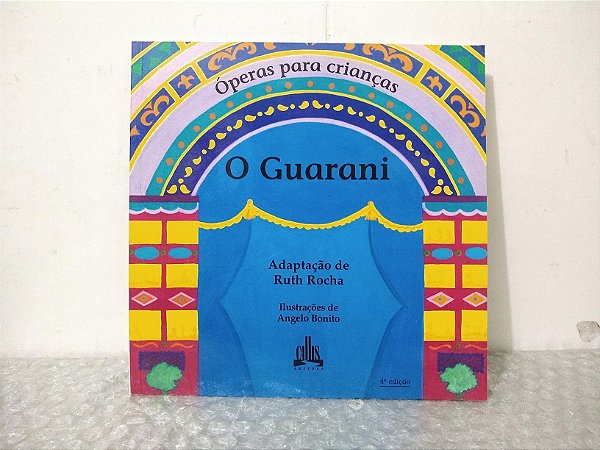 Óperas para crianças
O Guarani
Adaptação de
Ruth Rocha
Ilustrações de
Angelo Bonito
CALLIS
EDITORA
4ª edição